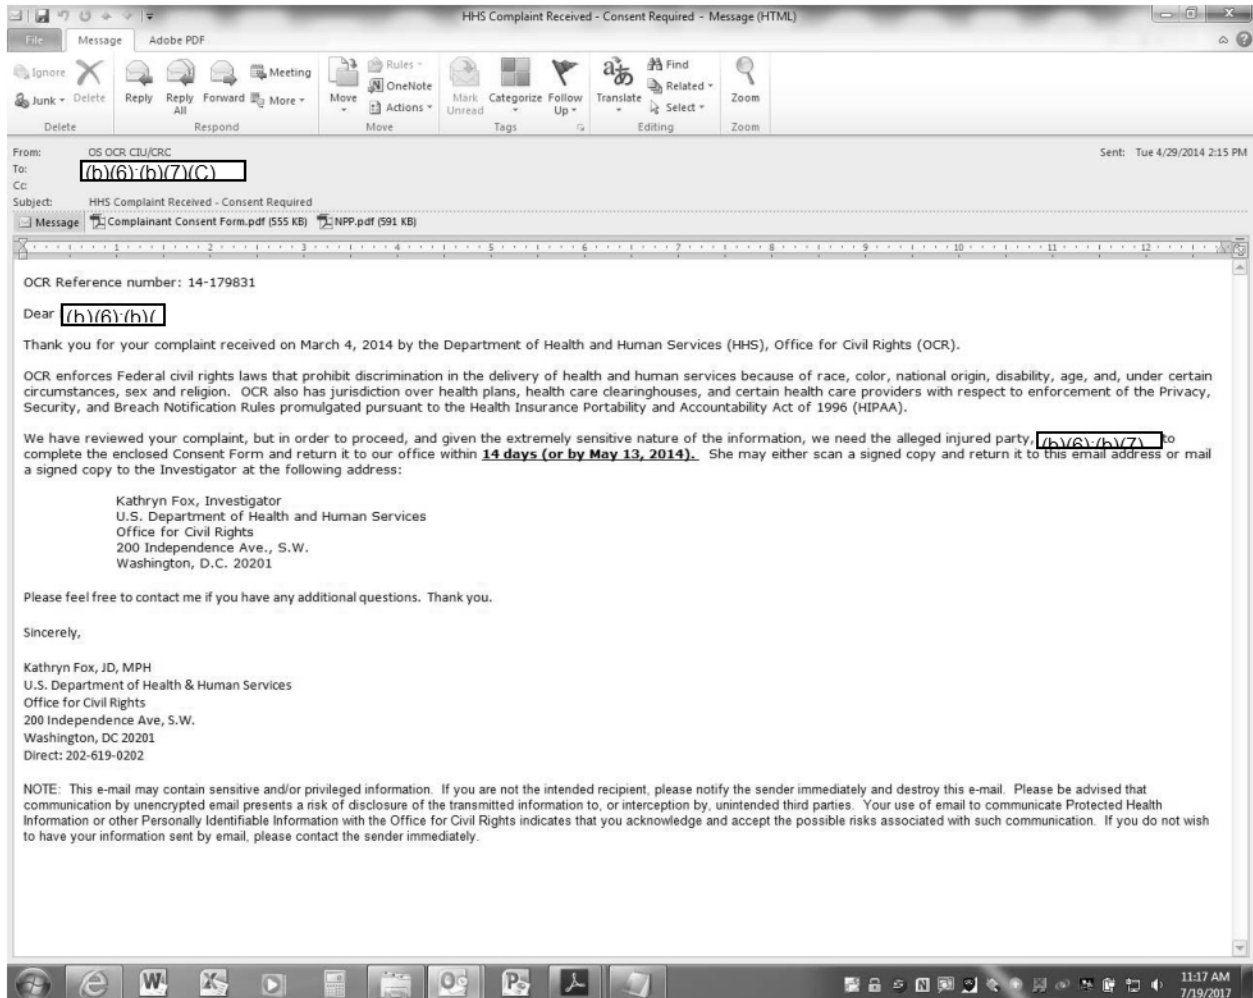 HHS Complaint Received - Consent Required - Message (HTML)
File Message Adobe PDF
Ignore
Junk
Delete
Reply
Reply All
Forward
Meeting
More
Move
Rules
OneNote
Actions
Mark Unread
Categorize
Follow Up
Translate
Find
Related
Select
Zoom
Delete Respond Move Tags Editing Zoom
From: OS OCR CIU/CRC
Sent: Tue 4/29/2014 2:15 PM
To: (b)(6);(b)(7)(C)
Cc:
Subject: HHS Complaint Received - Consent Required
Message Complainant Consent Form.pdf (555 KB) NPP.pdf (591 KB)
1 2 3 4 5 6 7 8 9 10 11 12
OCR Reference number: 14-179831
Dear (b)(6);(b)(
Thank you for your complaint received on March 4, 2014 by the Department of Health and Human Services (HHS), Office for Civil Rights (OCR).
OCR enforces Federal civil rights laws that prohibit discrimination in the delivery of health and human services because of race, color, national origin, disability, age, and, under certain
circumstances, sex and religion. OCR also has jurisdiction over health plans, health care clearinghouses, and certain health care providers with respect to enforcement of the Privacy,
Security, and Breach Notification Rules promulgated pursuant to the Health Insurance Portability and Accountability Act of 1996 (HIPAA).
We have reviewed your complaint, but in order to proceed, and given the extremely sensitive nature of the information, we need the alleged injured party, (b)(6);(b)(7) to
complete the enclosed Consent Form and return it to our office within 14 days (or by May 13, 2014). She may either scan a signed copy and return it to this email address or mail
a signed copy to the Investigator at the following address:
Kathryn Fox, Investigator
U.S. Department of Health and Human Services
Office for Civil Rights
200 Independence Ave., S.W.
Washington, D.C. 20201
Please feel free to contact me if you have any additional questions. Thank you.
Sincerely,
Kathryn Fox, JD, MPH
U.S. Department of Health & Human Services
Office for Civil Rights
200 Independence Ave, S.W.
Washington, DC 20201
Direct: 202-619-0202
NOTE: This e-mail may contain sensitive and/or privileged information. If you are not the intended recipient, please notify the sender immediately and destroy this e-mail. Please be advised that
communication by unencrypted email presents a risk of disclosure of the transmitted information to, or interception by, unintended third parties. Your use of email to communicate Protected Health
Information or other Personally Identifiable Information with the Office for Civil Rights indicates that you acknowledge and accept the possible risks associated with such communication. If you do not wish
to have your information sent by email, please contact the sender immediately.
11:17 AM
7/19/2017